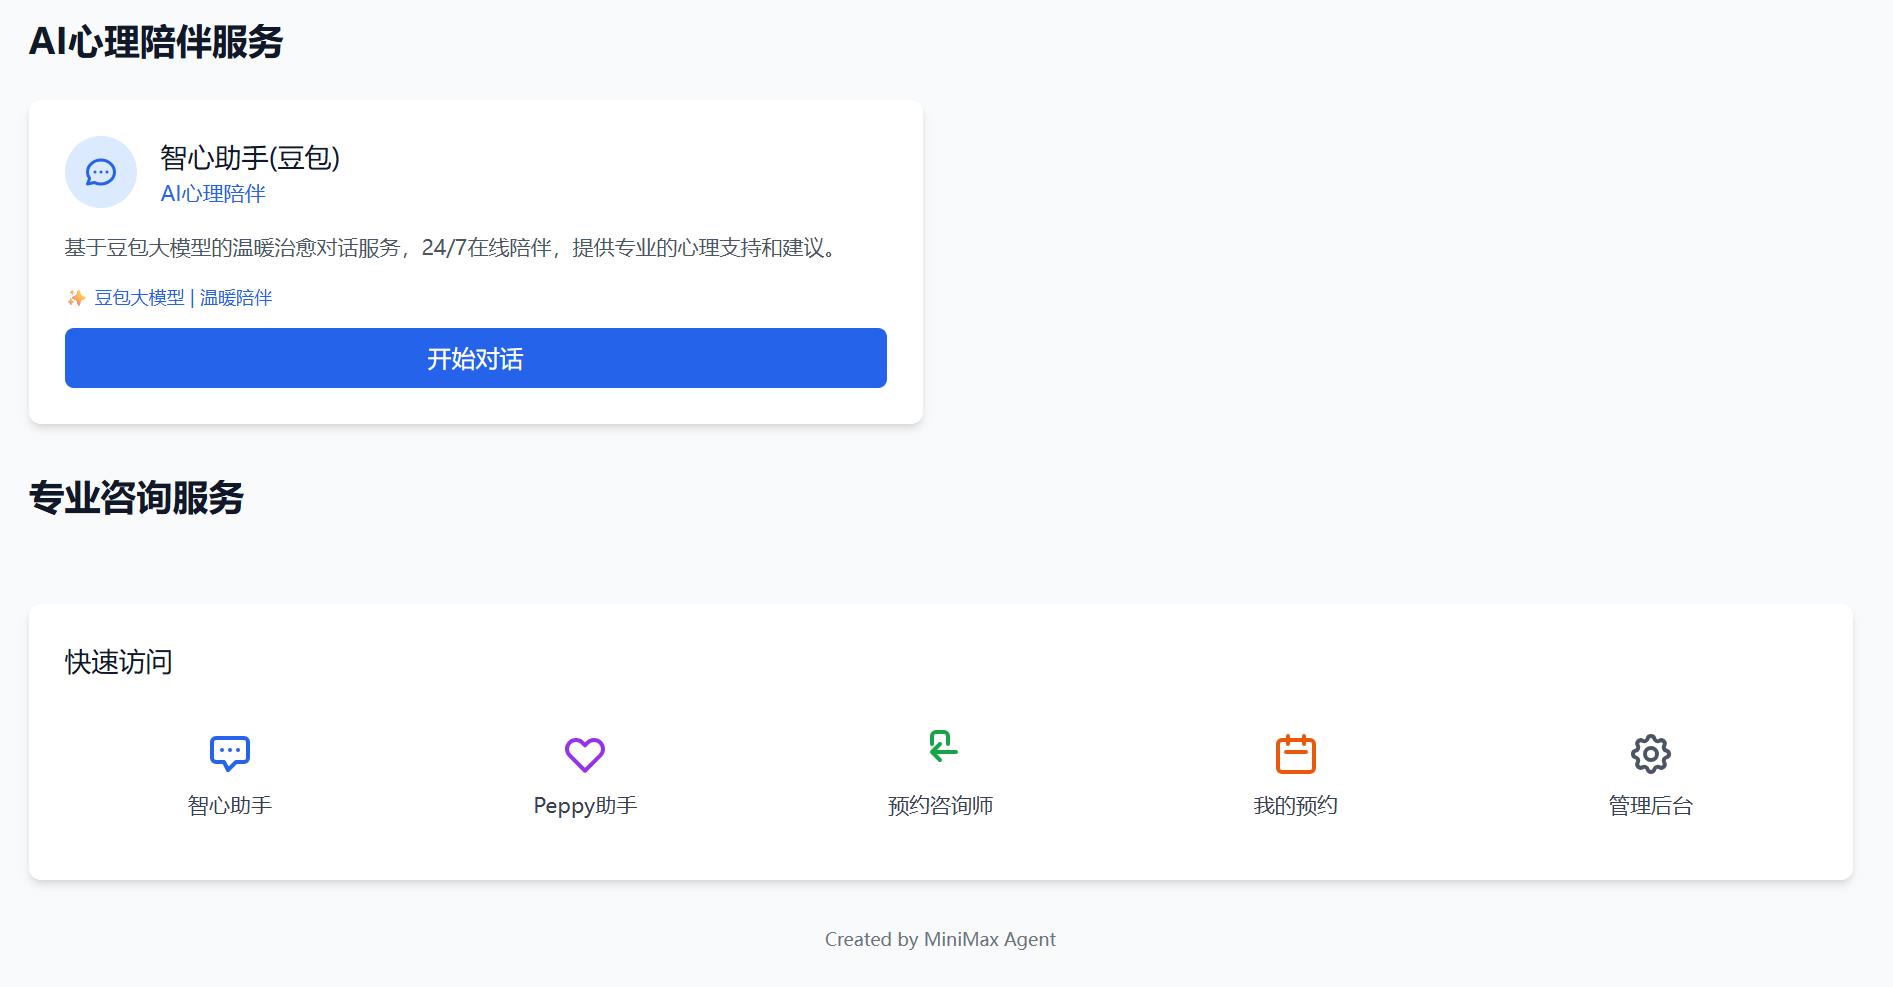 AI心理陪伴服务
智心助手(豆包)
AI心理陪伴
基于豆包大模型的温暖治愈对话服务，24/7在线陪伴，提供专业的心理支持和建议。
✨ 豆包大模型 | 温暖陪伴
开始对话
专业咨询服务
快速访问
智心助手
Peppy助手
预约咨询师
我的预约
管理后台
Created by MiniMax Agent